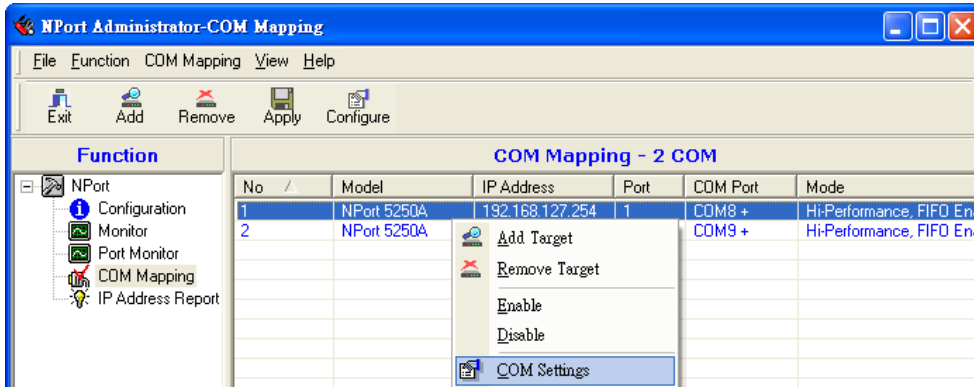 NPort Administrator-COM Mapping
File Function COM Mapping View Help
Exit Add Remove Apply Configure
Function
COM Mapping - 2 COM
NPort
Configuration
Monitor
Port Monitor
COM Mapping
IP Address Report
No Model IP Address Port COM Port Mode
1 NPort 5250A 192.168.127.254 1 COM8 + Hi-Performance, FIFO Ena
2 NPort 5250A COM9 + Hi-Performance, FIFO Ena
Add Target
Remove Target
Enable
Disable
COM Settings